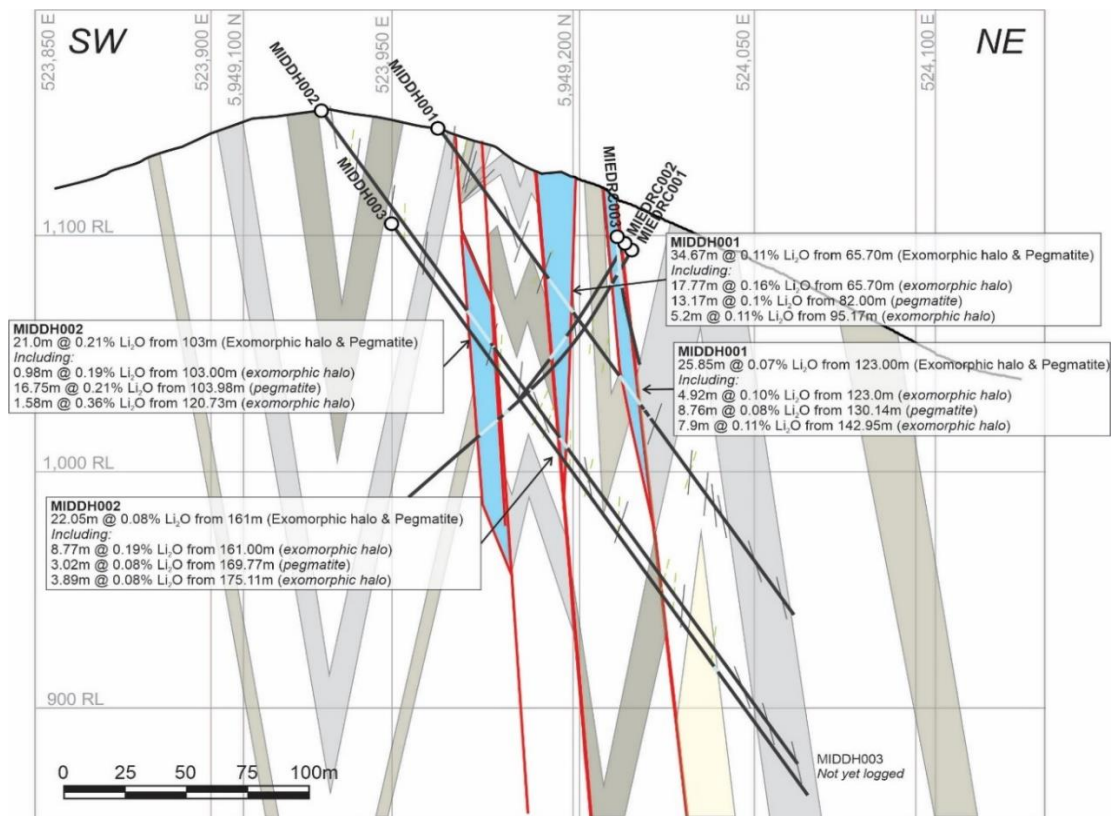 SW
NE
523,850 E
523,900 E
5,949,100 N
523,950 E
5,949,200 N
524,050 E
524,100 E
MIDDH002
MIDDH001
MIDDH003
MIEDRC003
MIEDRC002
MIEDRC001
1,100 RL
1,000 RL
900 RL
MIDDH001
34.67m @ 0.11% Li₂O from 65.70m (Exomorphic halo & Pegmatite)
Including:
17.77m @ 0.16% Li₂O from 65.70m (exomorphic halo)
13.17m @ 0.1% Li₂O from 82.00m (pegmatite)
5.2m @ 0.11% Li₂O from 95.17m (exomorphic halo)
MIDDH002
21.0m @ 0.21% Li₂O from 103m (Exomorphic halo & Pegmatite)
Including:
0.98m @ 0.19% Li₂O from 103.00m (exomorphic halo)
16.75m @ 0.21% Li₂O from 103.98m (pegmatite)
1.58m @ 0.36% Li₂O from 120.73m (exomorphic halo)
MIDDH001
25.85m @ 0.07% Li₂O from 123.00m (Exomorphic halo & Pegmatite)
Including:
4.92m @ 0.10% Li₂O from 123.0m (exomorphic halo)
8.76m @ 0.08% Li₂O from 130.14m (pegmatite)
7.9m @ 0.11% Li₂O from 142.95m (exomorphic halo)
MIDDH002
22.05m @ 0.08% Li₂O from 161m (Exomorphic halo & Pegmatite)
Including:
8.77m @ 0.19% Li₂O from 161.00m (exomorphic halo)
3.02m @ 0.08% Li₂O from 169.77m (pegmatite)
3.89m @ 0.08% Li₂O from 175.11m (exomorphic halo)
MIDDH003
Not yet logged
0 25 50 75 100m